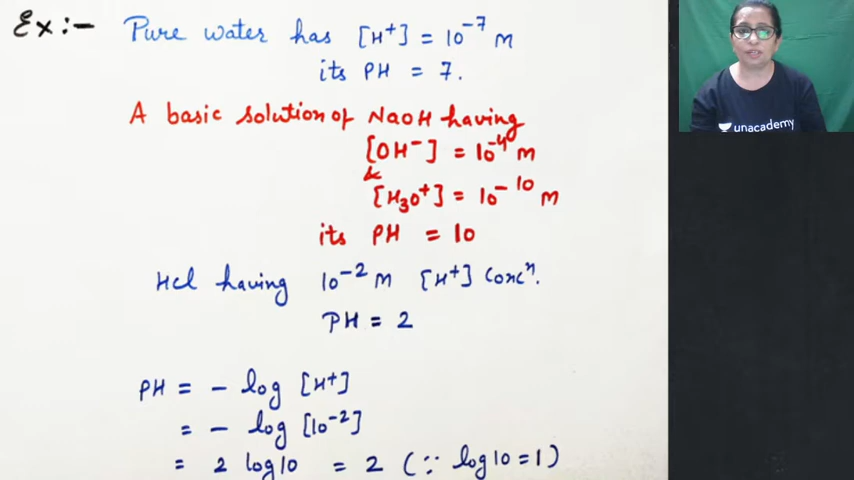 Ex:- Pure water has [H⁺] = 10⁻⁷ M
its PH = 7.
A basic solution of NaOH having
[OH⁻] = 10⁻⁴ M
&
[H₃O⁺] = 10⁻¹⁰ M
its PH = 10
HCl having 10⁻² M [H⁺] Concⁿ.
PH = 2
PH = - log [H⁺]
= - log [10⁻²]
= 2 log10 = 2 (∵ log10 = 1)
unacademy